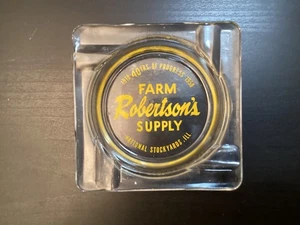 YEARS OF PROGRESS
FARM
Robertson's
SUPPLY
NATIONAL STOCKYARDS, ILL.